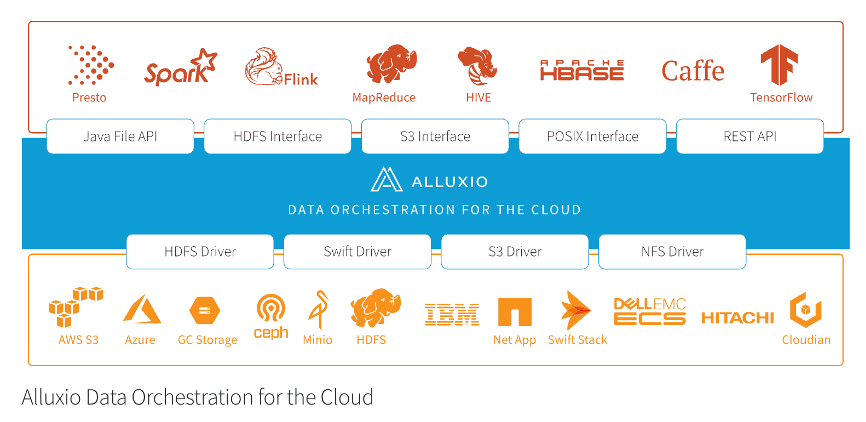 Presto
Spark
Flink
MapReduce
HIVE
APACHE
HBASE
Caffe
TensorFlow
Java File API
HDFS Interface
S3 Interface
POSIX Interface
REST API
ALLUXIO
DATA ORCHESTRATION FOR THE CLOUD
HDFS Driver
Swift Driver
S3 Driver
NFS Driver
AWS S3
Azure
GC Storage
ceph
Minio
HDFS
IBM
Net App
Swift Stack
DELLEMC
ECS
HITACHI
Cloudian
Alluxio Data Orchestration for the Cloud